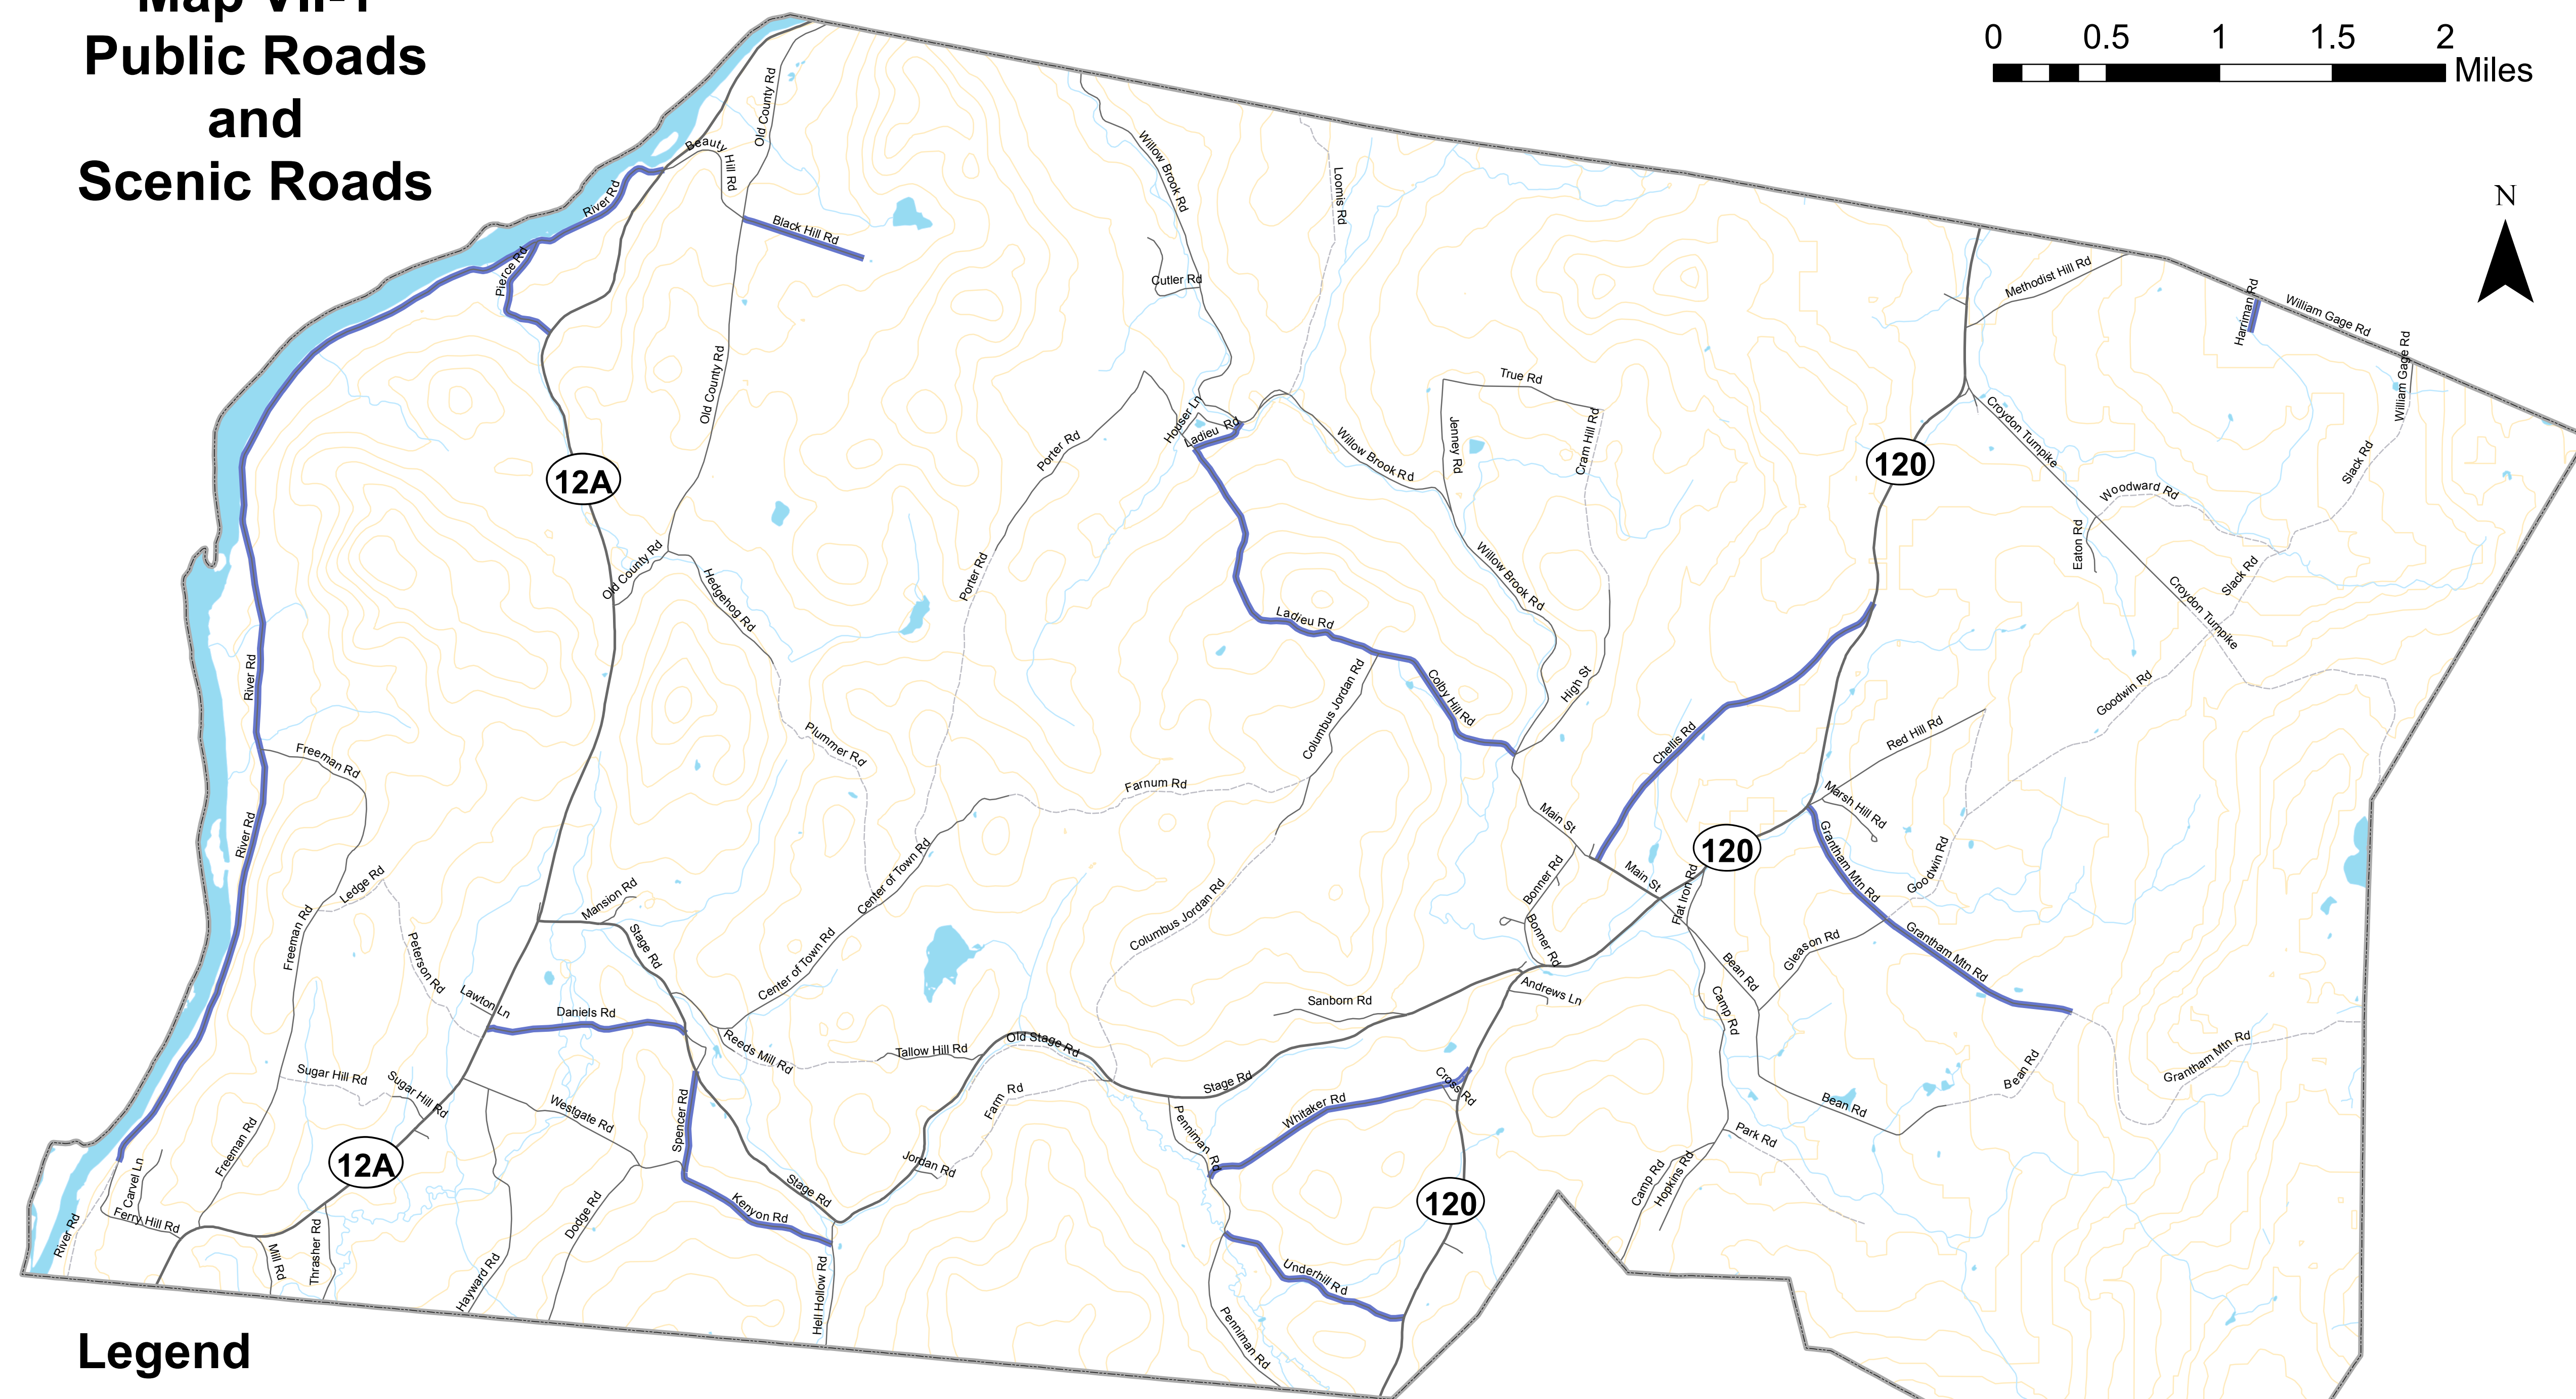 Map VII-1
Public Roads
and
Scenic Roads
0 0.5 1 1.5 2
Miles
N
Old County Rd
Beauty Hill Rd
River Rd
Black Hill Rd
Pierce Rd
Willow Brook Rd
Loomis Rd
Cutler Rd
Methodist Hill Rd
Harriman Rd
William Gage Rd
William Gage Rd
Old County Rd
True Rd
Houser Ln
Ladieu Rd
Porter Rd
Willow Brook Rd
Jenney Rd
Cram Hill Rd
Croydon Turnpike
120
12A
Slack Rd
Woodward Rd
Eaton Rd
Old County Rd
Hedgehog Rd
Porter Rd
Willow Brook Rd
Slack Rd
Croydon Turnpike
Ladieu Rd
River Rd
Colby Hill Rd
High St
Columbus Jordan Rd
Goodwin Rd
Plummer Rd
Chellis Rd
Red Hill Rd
Freeman Rd
Farnum Rd
Marsh Hill Rd
Main St
River Rd
120
Center of Town Rd
Grantham Mtn Rd
Goodwin Rd
Ledge Rd
Main St
Bonner Rd
Flat Iron Rd
Mansion Rd
Columbus Jordan Rd
Freeman Rd
Stage Rd
Bonner Rd
Gleason Rd
Grantham Mtn Rd
Peterson Rd
Center of Town Rd
Bean Rd
Lawton Ln
Daniels Rd
Sanborn Rd
Andrews Ln
Camp Rd
Reeds Mill Rd
Tallow Hill Rd
Old Stage Rd
Grantham Mtn Rd
Sugar Hill Rd
Sugar Hill Rd
Stage Rd
Cross Rd
Bean Rd
Farm Rd
Whitaker Rd
Bean Rd
Westgate Rd
Spencer Rd
Penniman Rd
Park Rd
Freeman Rd
12A
Jordan Rd
Carvel Ln
Camp Rd
Hopkins Rd
Stage Rd
120
Kenyon Rd
Dodge Rd
Ferry Hill Rd
River Rd
Thrasher Rd
Mill Rd
Hayward Rd
Hell Hollow Rd
Underhill Rd
Penniman Rd
Legend